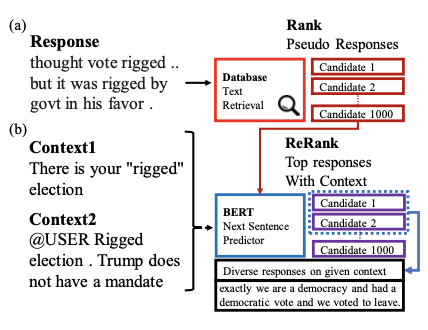 (a)
Response
thought vote rigged ..
but it was rigged by
govt in his favor .
Database
Text
Retrieval
Rank
Pseudo Responses
Candidate 1
Candidate 2
Candidate 1000
(b)
Context1
There is your "rigged"
election
Context2
@USER Rigged
election . Trump does
not have a mandate
BERT
Next Sentence
Predictor
ReRank
Top responses
With Context
Candidate 1
Candidate 2
Candidate 1000
Diverse responses on given context
exactly we are a democracy and had a
democratic vote and we voted to leave.